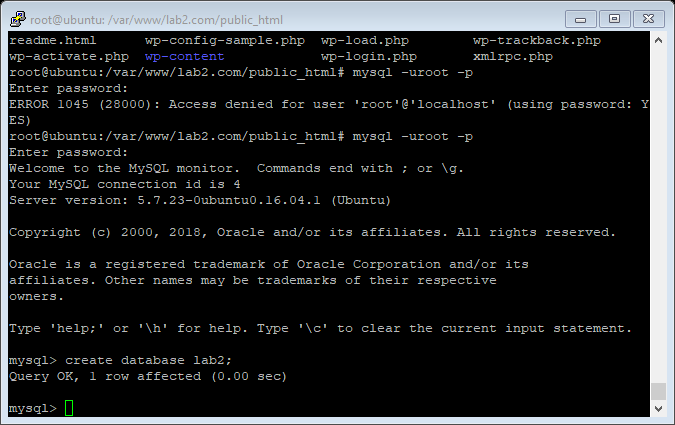 root@ubuntu: /var/www/lab2.com/public_html
readme.html      wp-config-sample.php  wp-load.php        wp-trackback.php
wp-activate.php  wp-content            wp-login.php       xmlrpc.php
root@ubuntu:/var/www/lab2.com/public_html# mysql -uroot -p
Enter password:
ERROR 1045 (28000): Access denied for user 'root'@'localhost' (using password: Y
ES)
root@ubuntu:/var/www/lab2.com/public_html# mysql -uroot -p
Enter password:
Welcome to the MySQL monitor.  Commands end with ; or \g.
Your MySQL connection id is 4
Server version: 5.7.23-0ubuntu0.16.04.1 (Ubuntu)
Copyright (c) 2000, 2018, Oracle and/or its affiliates. All rights reserved.
Oracle is a registered trademark of Oracle Corporation and/or its
affiliates. Other names may be trademarks of their respective
owners.
Type 'help;' or '\h' for help. Type '\c' to clear the current input statement.
mysql> create database lab2;
Query OK, 1 row affected (0.00 sec)
mysql>